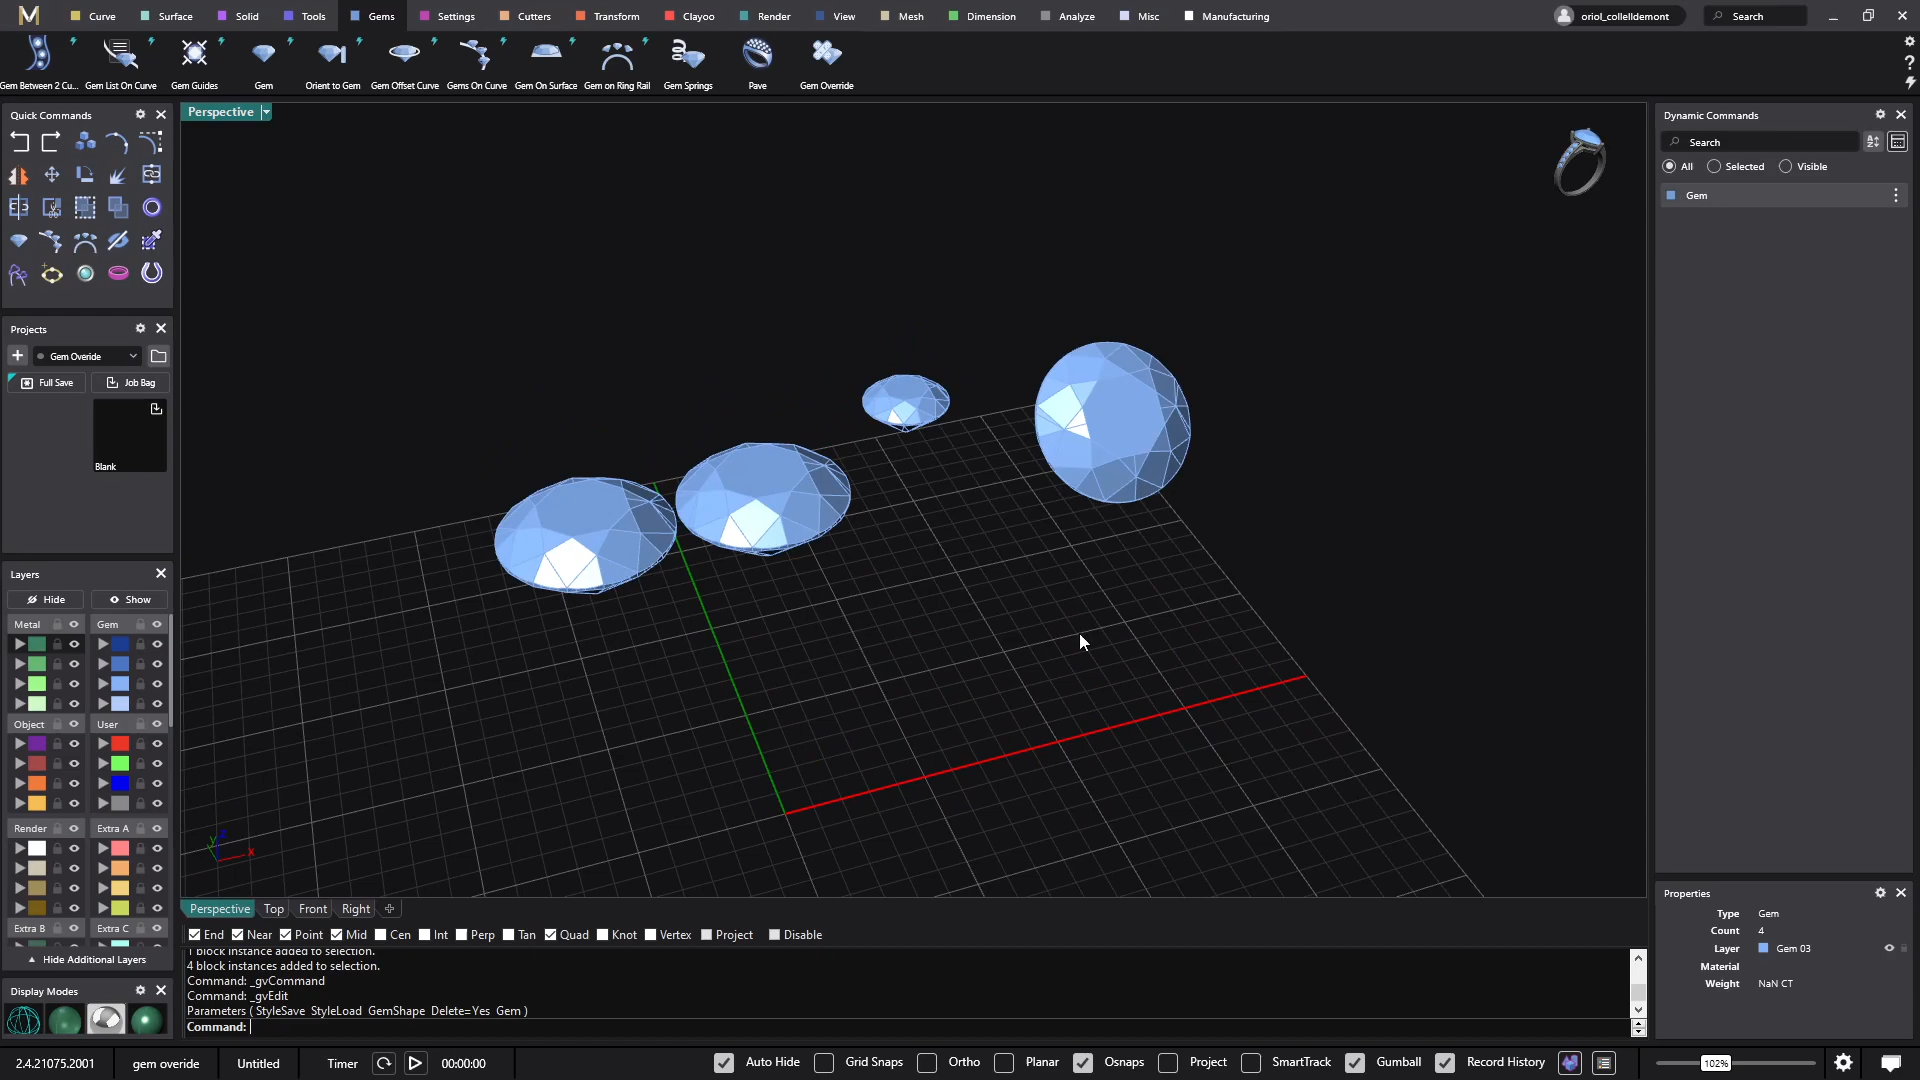 Curve Surface Solid Tools Gems Settings Cutters Transform Clayoo Render View Mesh Dimension Analyze Misc Manufacturing oriol_collelldemont Search
Gem Between 2 Cu... Gem List On Curve Gem Guides Gem Orient to Gem Gem Offset Curve Gems On Curve Gem On Surface Gem on Ring Rail Gem Springs Pave Gem Override
Quick Commands
Projects
Gem Overide
Full Save Job Bag
Blank
Layers
Hide Show
Metal Gem
Object User
Render Extra A
Extra B Extra C
Hide Additional Layers
Display Modes
Perspective
Perspective Top Front Right
End Near Point Mid Cen Int Perp Tan Quad Knot Vertex Project Disable
1 block instance added to selection.
4 block instances added to selection.
Command: _gvCommand
Command: _gvEdit
Parameters ( StyleSave StyleLoad GemShape Delete=Yes Gem )
Command:
Dynamic Commands
Search
All Selected Visible
Gem
Properties
Type Gem
Count 4
Layer Gem 03
Material
Weight NaN CT
2.4.21075.2001 gem overide Untitled Timer 00:00:00 Auto Hide Grid Snaps Ortho Planar Osnaps Project SmartTrack Gumball Record History 102%